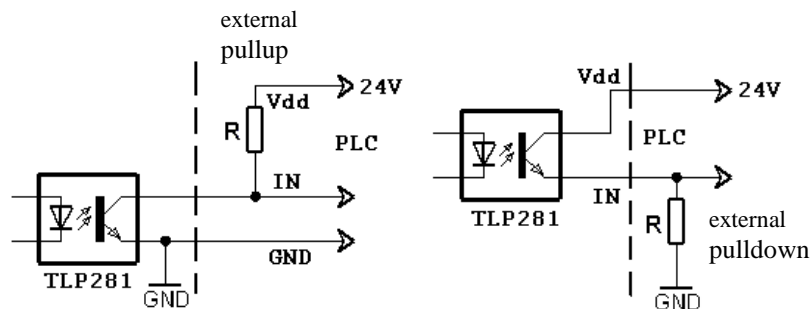 external
pullup
Vdd
24V
R
PLC
IN
GND
TLP281
GND
Vdd
24V
PLC
TLP281
IN
R
external
pulldown
GND